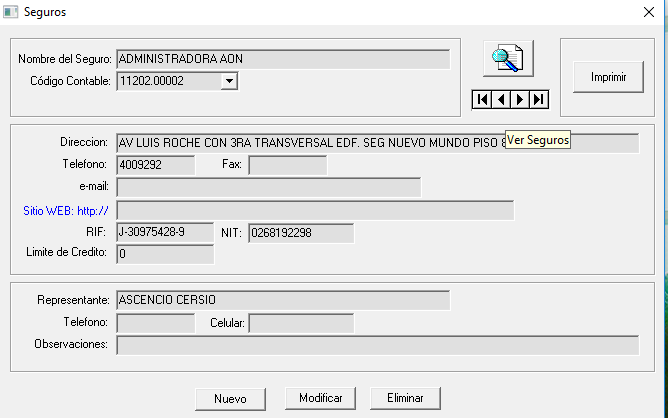 Seguros
Nombre del Seguro: ADMINISTRADORA AON
Código Contable: 11202.00002
Imprimir
Ver Seguros
Direccion: AV LUIS ROCHE CON 3RA TRANSVERSAL EDF. SEG NUEVO MUNDO PISO
Telefono: 4009292 Fax:
e-mail:
Sitio WEB: http://
RIF: J-30975428-9 NIT: 0268192298
Limite de Credito: 0
Representante: ASCENCIO CERSIO
Telefono: Celular:
Observaciones:
Nuevo Modificar Eliminar